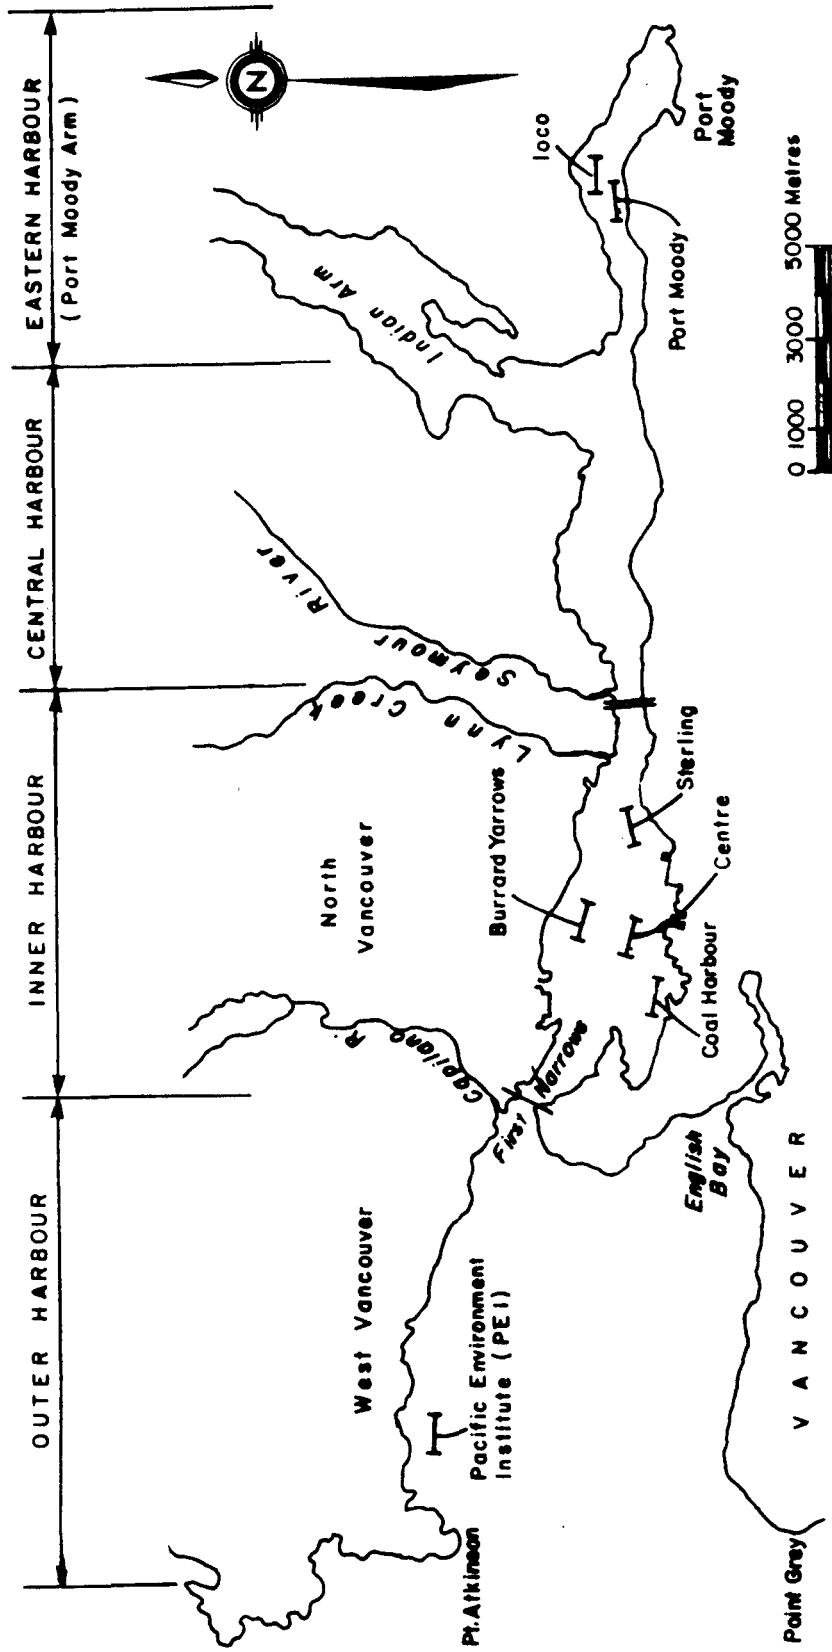 OUTER HARBOUR
INNER HARBOUR
CENTRAL HARBOUR
EASTERN HARBOUR
(Port Moody Arm)
N
West Vancouver
North
Vancouver
Capilano R.
Lynn Creek
Seymour River
Indian Arm
Pt. Atkinson
Pacific Environment
Institute (PEI)
First Narrows
Burrard Yarrows
Ioco
Port
Moody
Port Moody
Sterling
Centre
Coal Harbour
English
Bay
Point Grey
VANCOUVER
0 1000 3000 5000 Metres